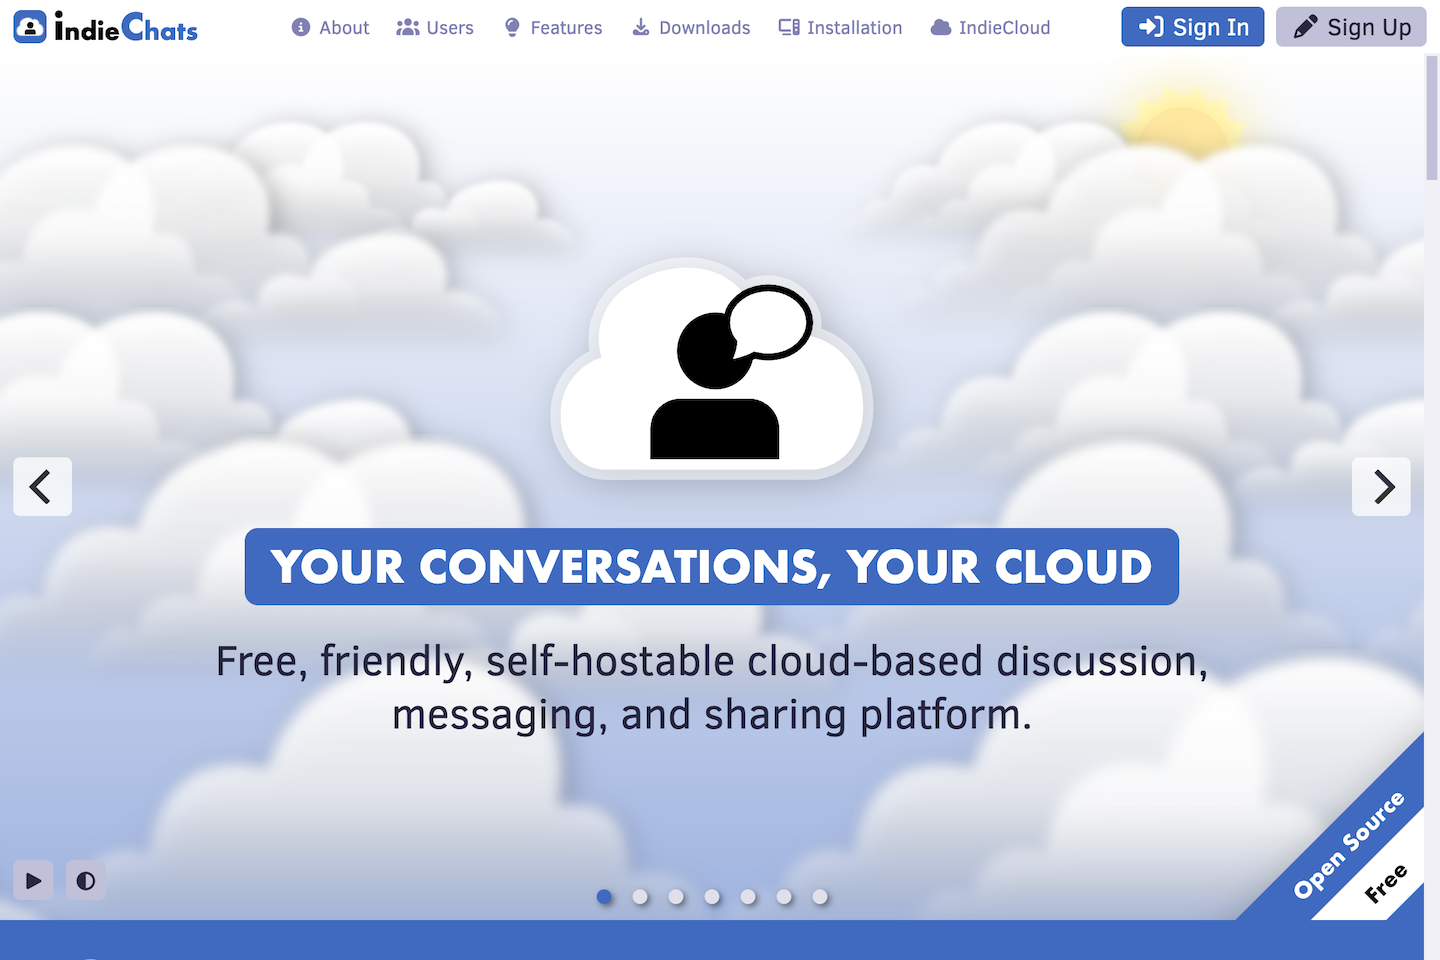 indieChats
About
Users
Features
Downloads
Installation
IndieCloud
Sign In
Sign Up
YOUR CONVERSATIONS, YOUR CLOUD
Free, friendly, self-hostable cloud-based discussion,
messaging, and sharing platform.
Open Source
Free